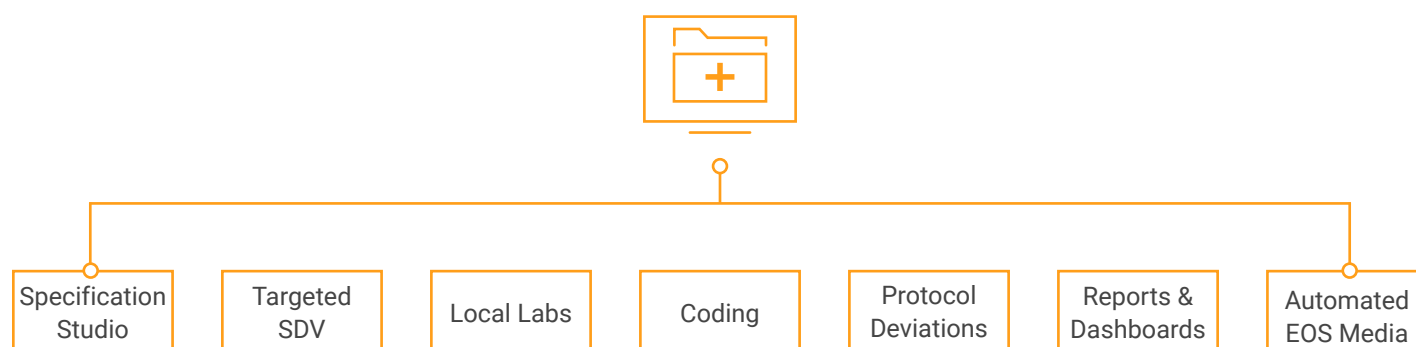 Specification
Studio
Targeted
SDV
Local Labs
Coding
Protocol
Deviations
Reports &
Dashboards
Automated
EOS Media